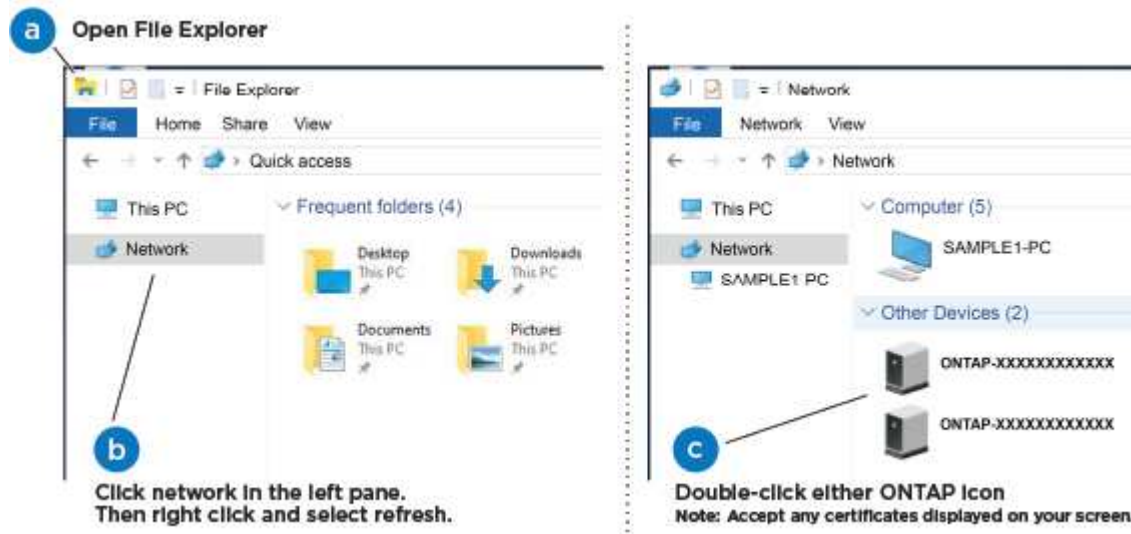 a Open File Explorer
File Explorer
File Home Share View
Quick access
This PC
Network
Frequent folders (4)
Desktop
This PC
Downloads
This PC
Documents
This PC
Pictures
This PC
b
Click network in the left pane.
Then right click and select refresh.
Network
File Network View
Network
This PC
Network
SAMPLE1 PC
Computer (5)
SAMPLE1-PC
Other Devices (2)
ONTAP-XXXXXXXXXXXX
ONTAP-XXXXXXXXXXXX
c
Double-click either ONTAP icon
Note: Accept any certificates displayed on your screen